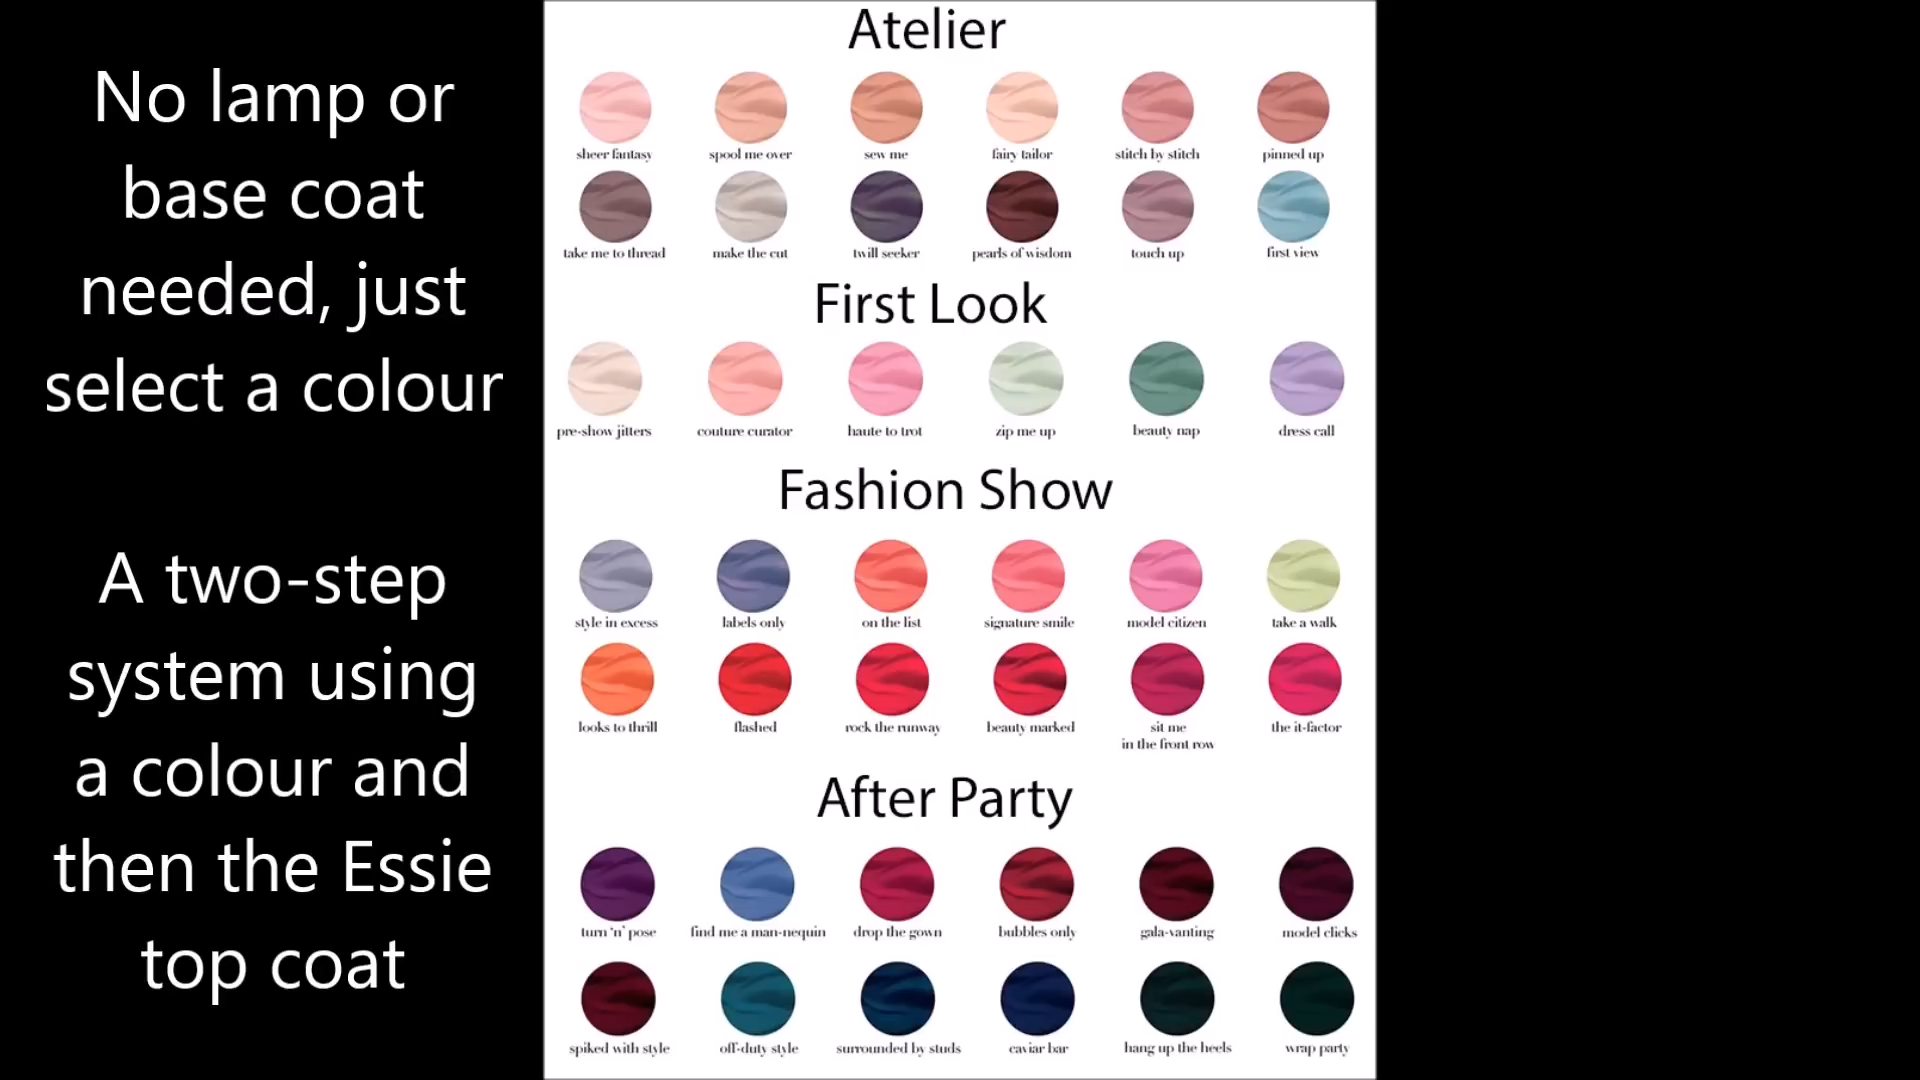 No lamp or
base coat
needed, just
select a colour
A two-step
system using
a colour and
then the Essie
top coat
Atelier
sheer fantasy spool me over sew me fairy tailor stitch by stitch pinned up
take me to thread make the cut twill seeker pearls of wisdom touch up first view
First Look
pre-show jitters couture curator haute to trot zip me up beauty nap dress call
Fashion Show
style in excess labels only on the list signature smile model citizen take a walk
looks to thrill flashed rock the runway beauty marked sit me the it-factor
in the front row
After Party
turn 'n' pose find me a man-nequin drop the gown bubbles only gala-vanting model clicks
spiked with style off-duty style surrounded by studs caviar bar hang up the heels wrap party